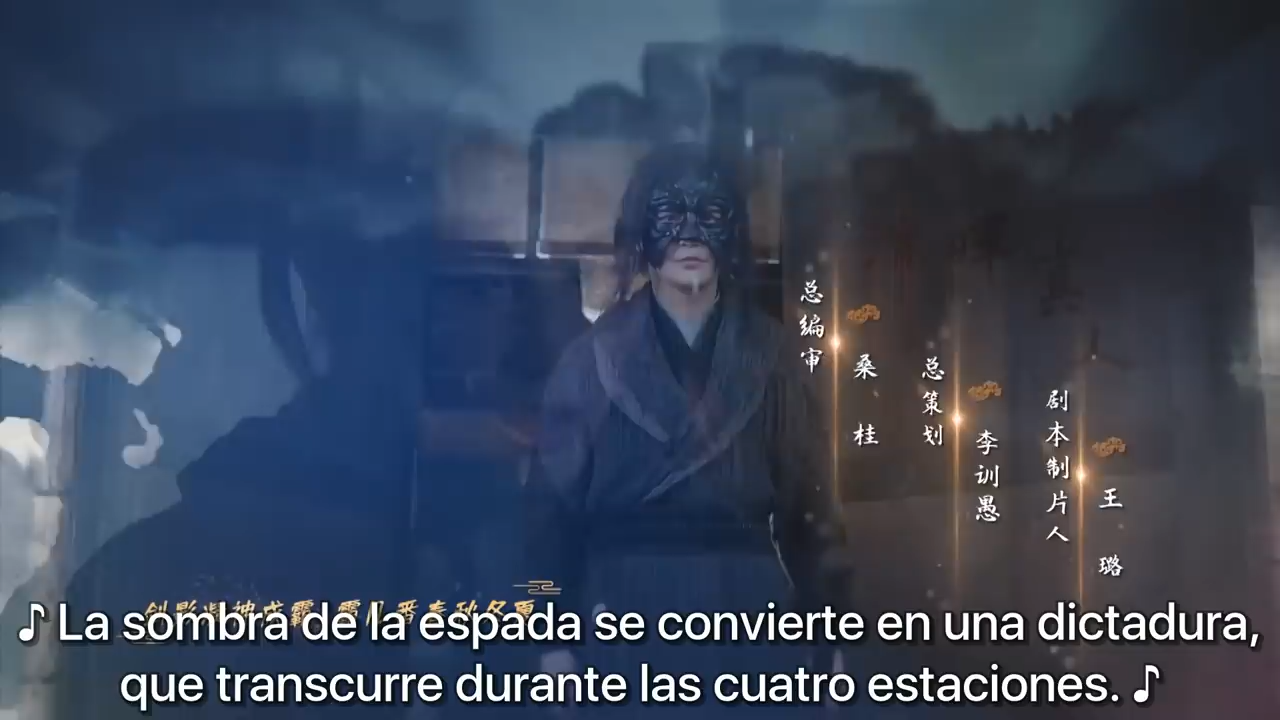 总编审
桑桂
总策划
李训愚
剧本制片人
王璐
♪ La sombra de la espada se convierte en una dictadura,
que transcurre durante las cuatro estaciones. ♪